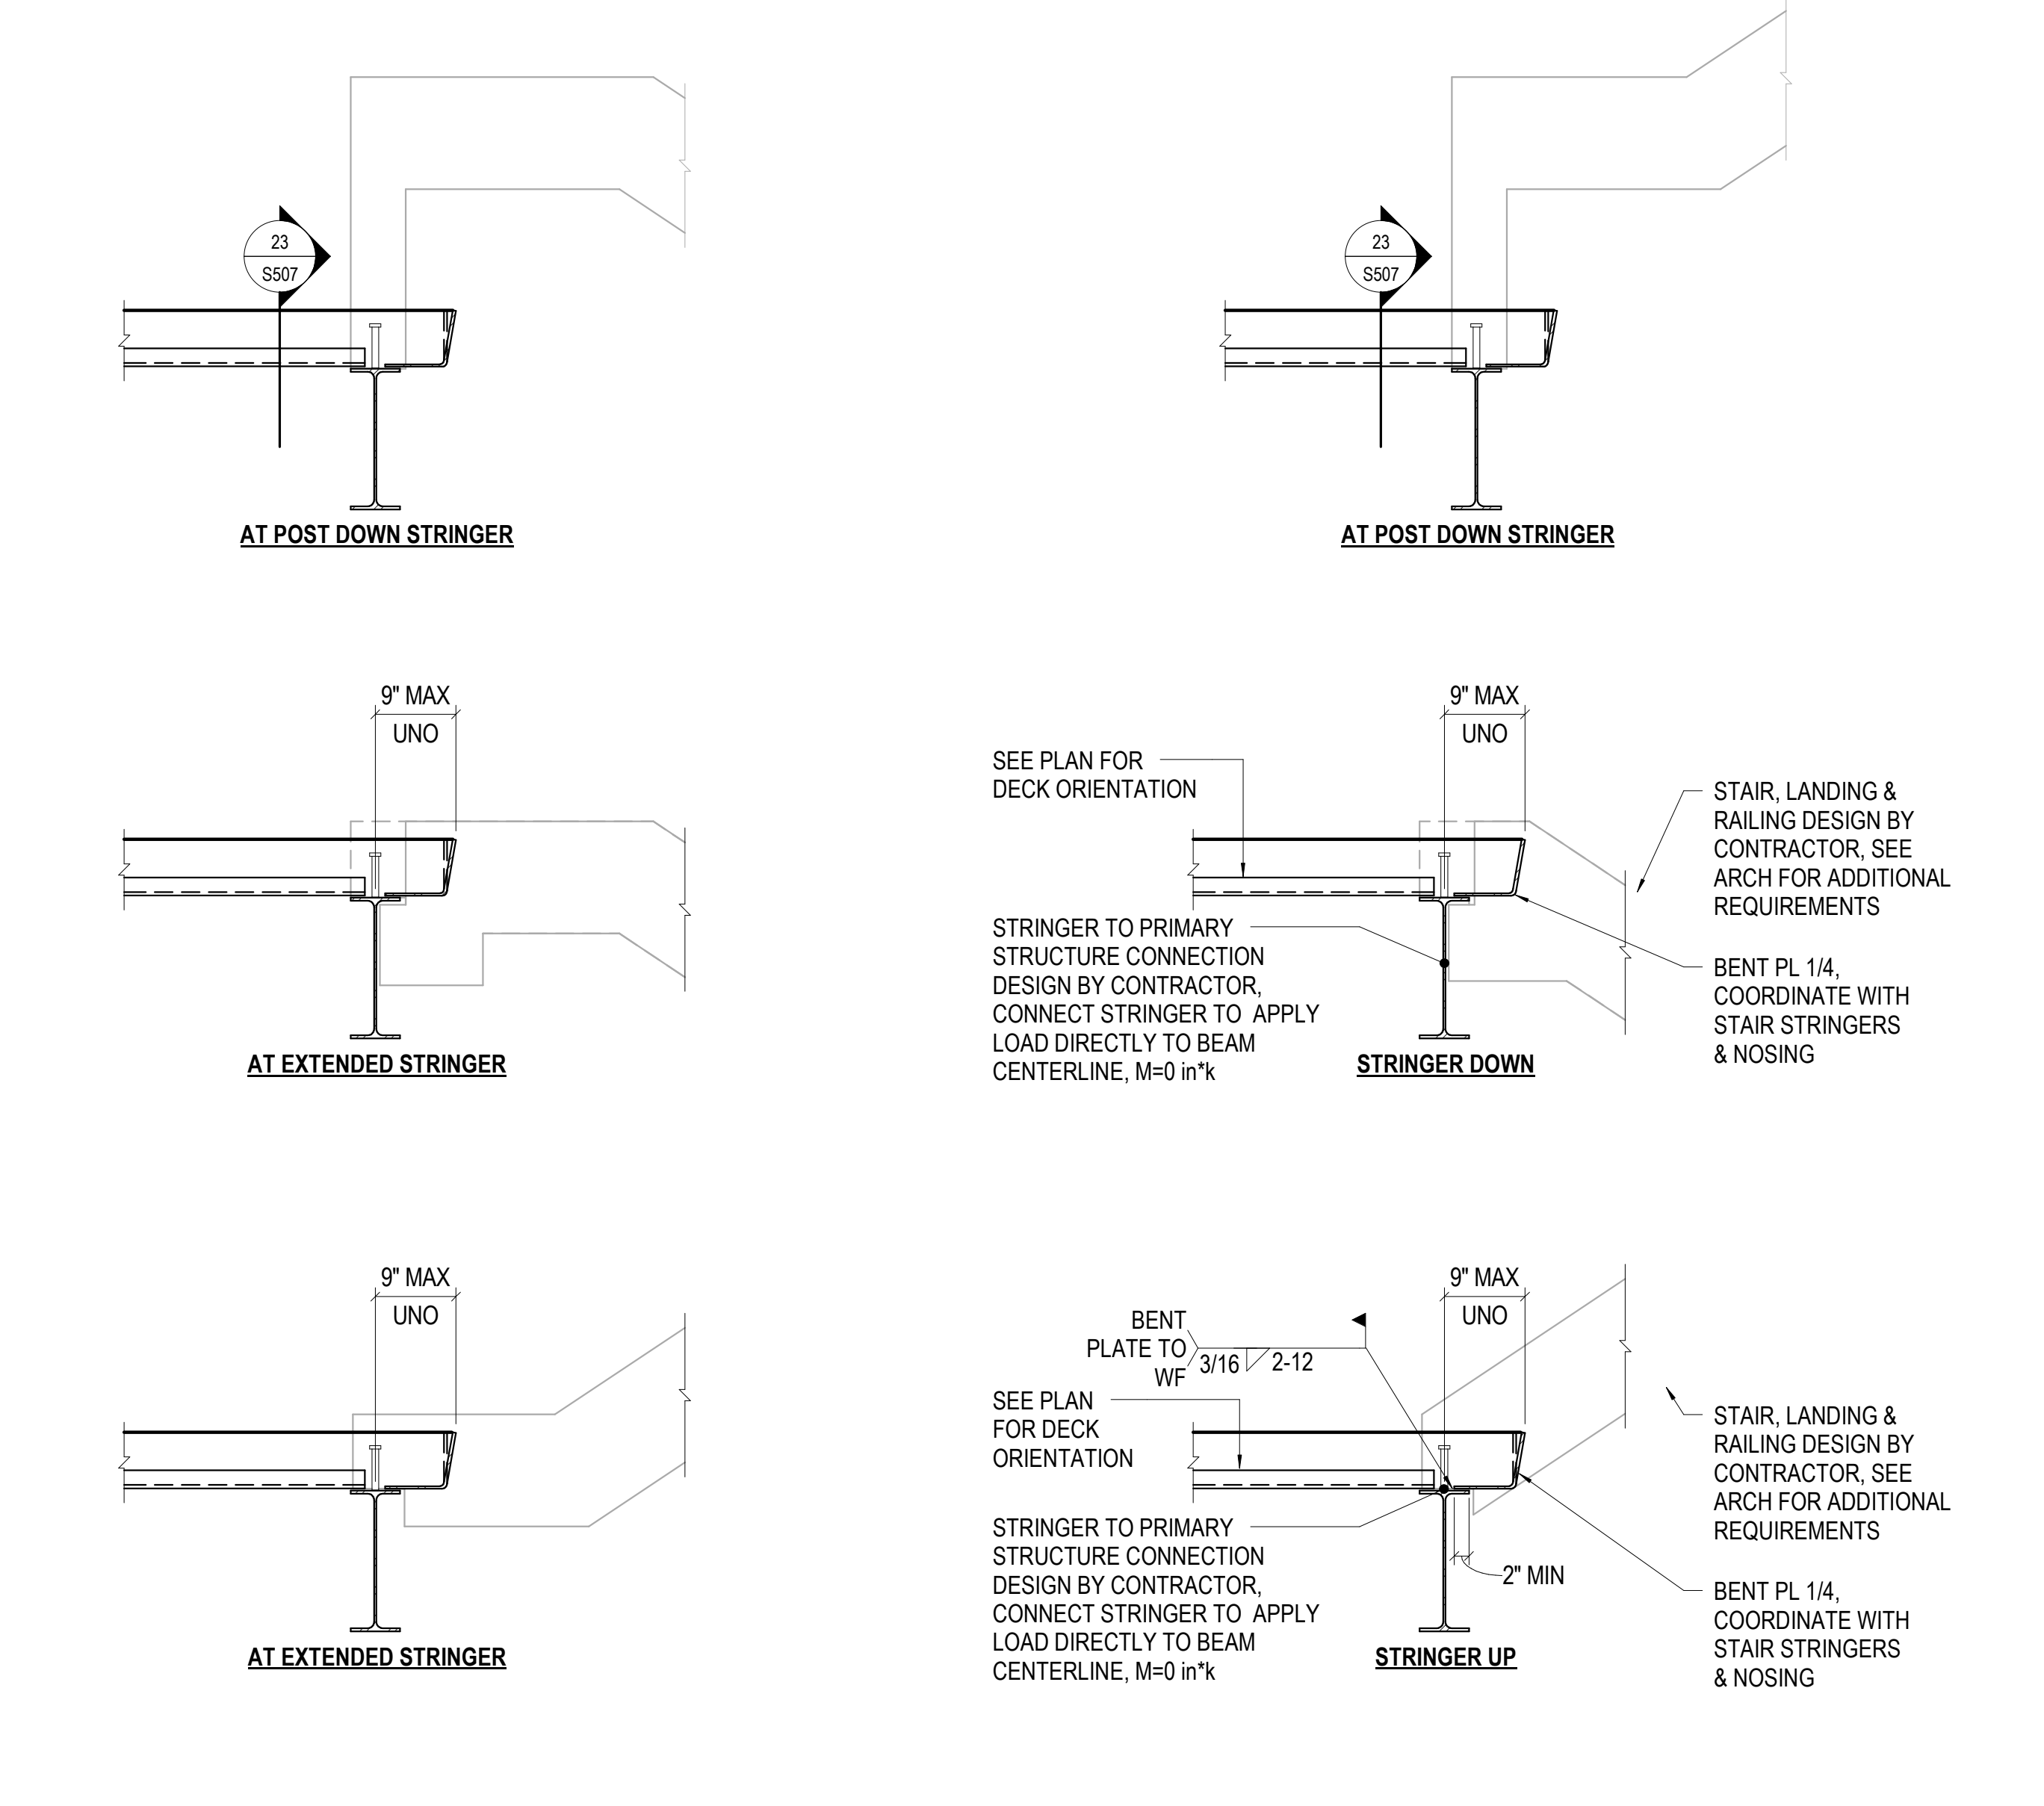 23
S507
AT POST DOWN STRINGER
23
S507
AT POST DOWN STRINGER
9" MAX
UNO
AT EXTENDED STRINGER
9" MAX
UNO
SEE PLAN FOR
DECK ORIENTATION
STRINGER TO PRIMARY
STRUCTURE CONNECTION
DESIGN BY CONTRACTOR,
CONNECT STRINGER TO APPLY
LOAD DIRECTLY TO BEAM
CENTERLINE, M=0 in*k
STRINGER DOWN
STAIR, LANDING &
RAILING DESIGN BY
CONTRACTOR, SEE
ARCH FOR ADDITIONAL
REQUIREMENTS
BENT PL 1/4,
COORDINATE WITH
STAIR STRINGERS
& NOSING
9" MAX
UNO
AT EXTENDED STRINGER
9" MAX
UNO
BENT
PLATE TO
WF
3/16 2-12
SEE PLAN
FOR DECK
ORIENTATION
STRINGER TO PRIMARY
STRUCTURE CONNECTION
DESIGN BY CONTRACTOR,
CONNECT STRINGER TO APPLY
LOAD DIRECTLY TO BEAM
CENTERLINE, M=0 in*k
2" MIN
STRINGER UP
STAIR, LANDING &
RAILING DESIGN BY
CONTRACTOR, SEE
ARCH FOR ADDITIONAL
REQUIREMENTS
BENT PL 1/4,
COORDINATE WITH
STAIR STRINGERS
& NOSING